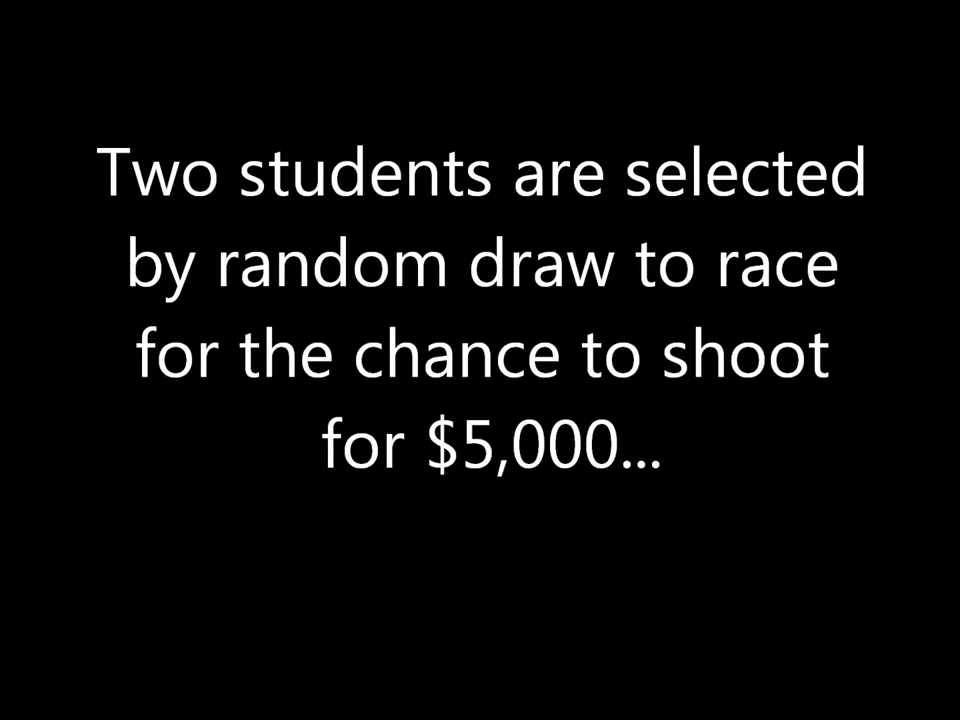 Two students are selected
by random draw to race
for the chance to shoot
for $5,000...